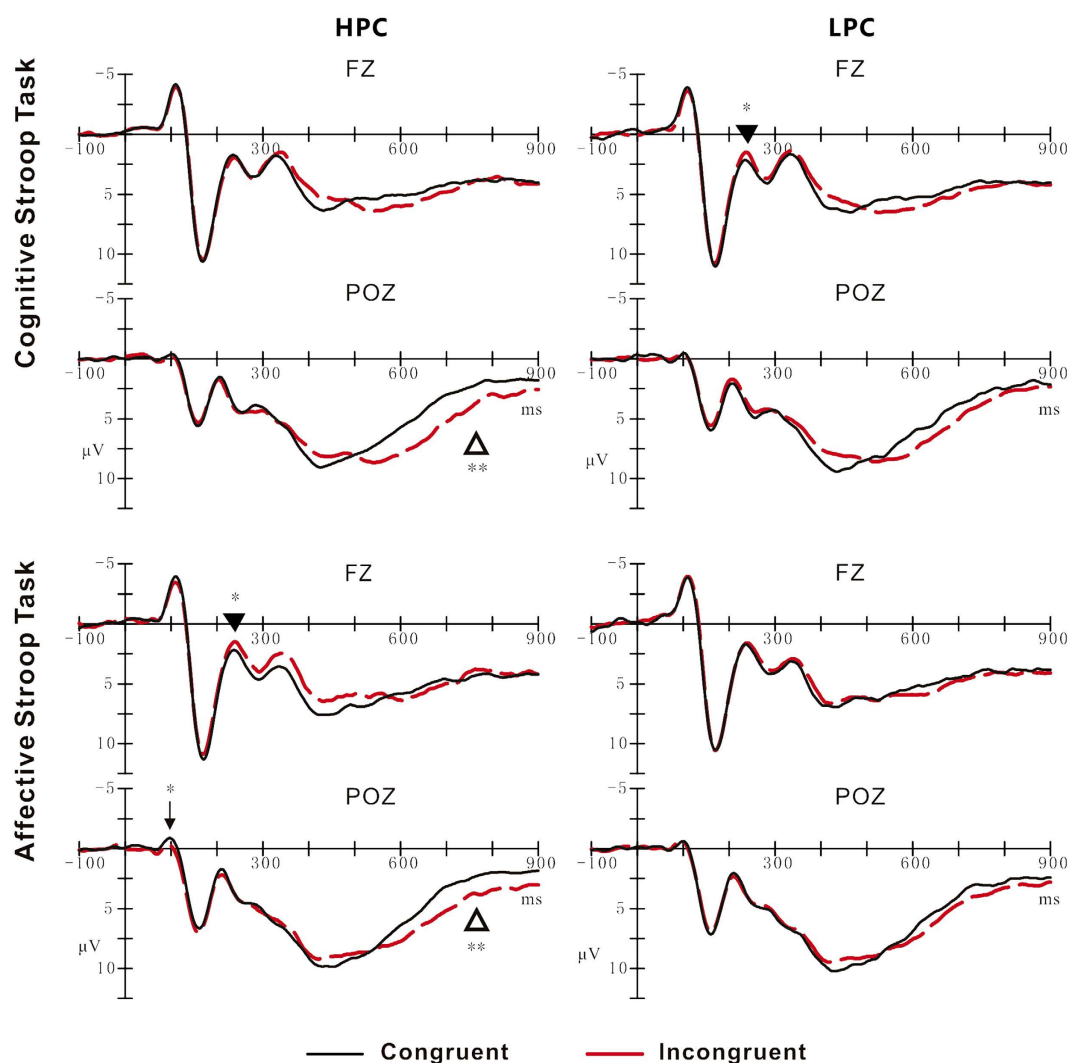 HPC LPC
Cognitive Stroop Task
FZ FZ
-5 -5
*
-100 300 600 900 -100 300 600 900
5 5
10 10
POZ POZ
-5 -5
-100 300 600 900 -100 300 600 900
5 ms 5 ms
μV μV
**
10 10
Affective Stroop Task
FZ FZ
-5 -5
*
-100 300 600 900 -100 300 600 900
5 5
10 10
POZ POZ
-5 -5
*
-100 300 600 900 -100 300 600 900
5 ms 5 ms
μV μV
**
10 10
Congruent Incongruent